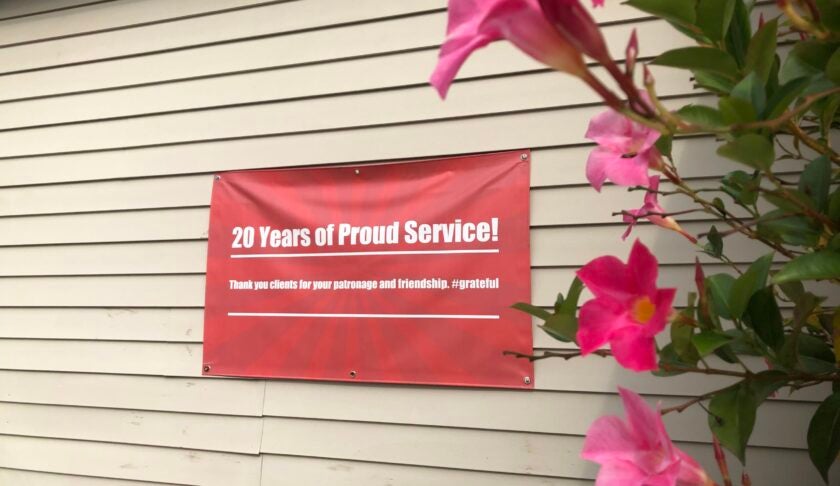 20 Years of Proud Service!
Thank you clients for your patronage and friendship. #grateful